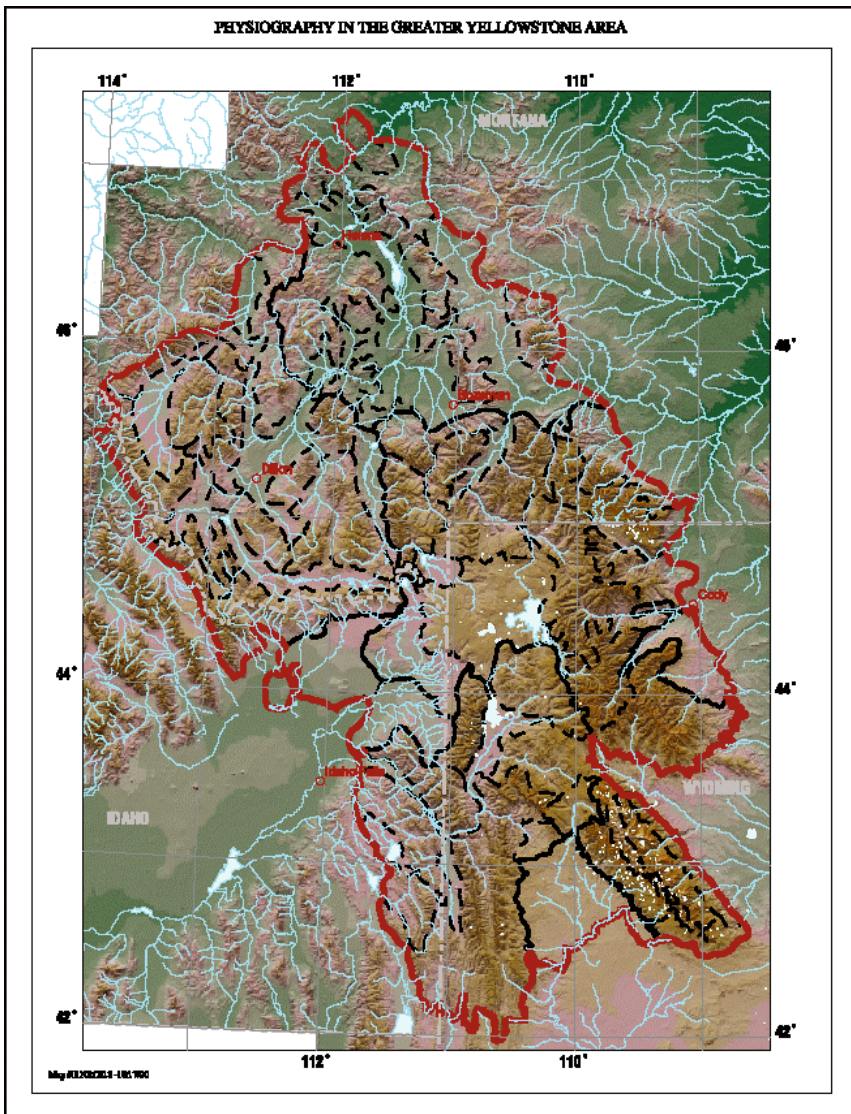 PHYSIOGRAPHY IN THE GREATER YELLOWSTONE AREA
114° 112° 110°
MONTANA
Helena
46° 46°
Bozeman
Dillon
Cody
44° 44°
Idaho Falls
WYOMING
IDAHO
42° 42°
112° 110°